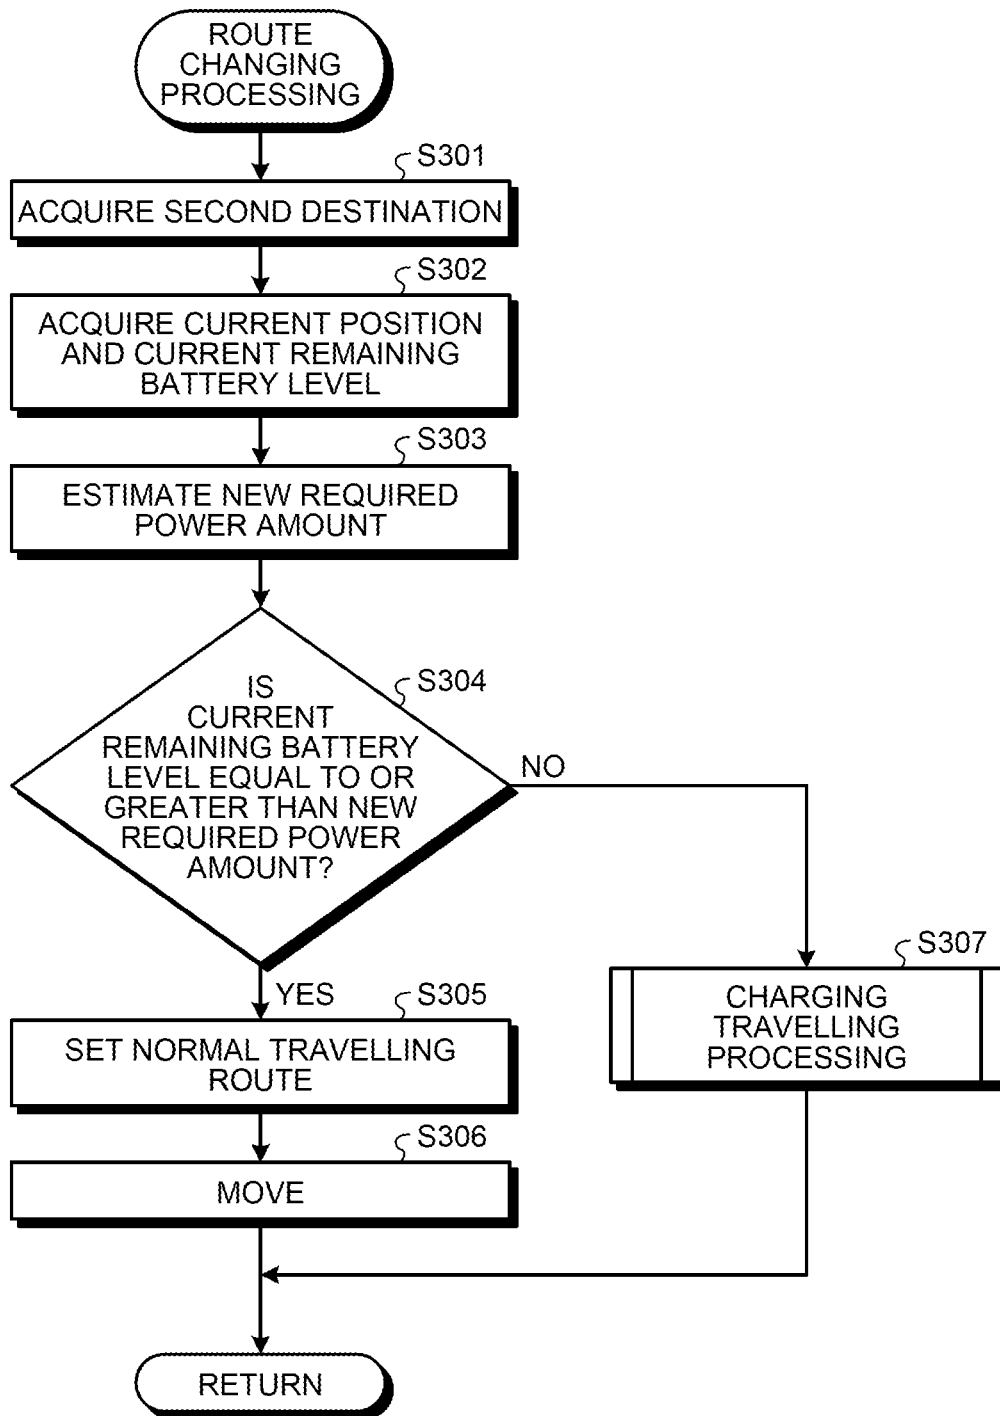 ROUTE
CHANGING
PROCESSING
S301
ACQUIRE SECOND DESTINATION
S302
ACQUIRE CURRENT POSITION
AND CURRENT REMAINING
BATTERY LEVEL
S303
ESTIMATE NEW REQUIRED
POWER AMOUNT
S304
IS
CURRENT
REMAINING BATTERY
LEVEL EQUAL TO OR
GREATER THAN NEW
REQUIRED POWER
AMOUNT?
NO
YES
S305
SET NORMAL TRAVELLING
ROUTE
S306
MOVE
S307
CHARGING
TRAVELLING
PROCESSING
RETURN